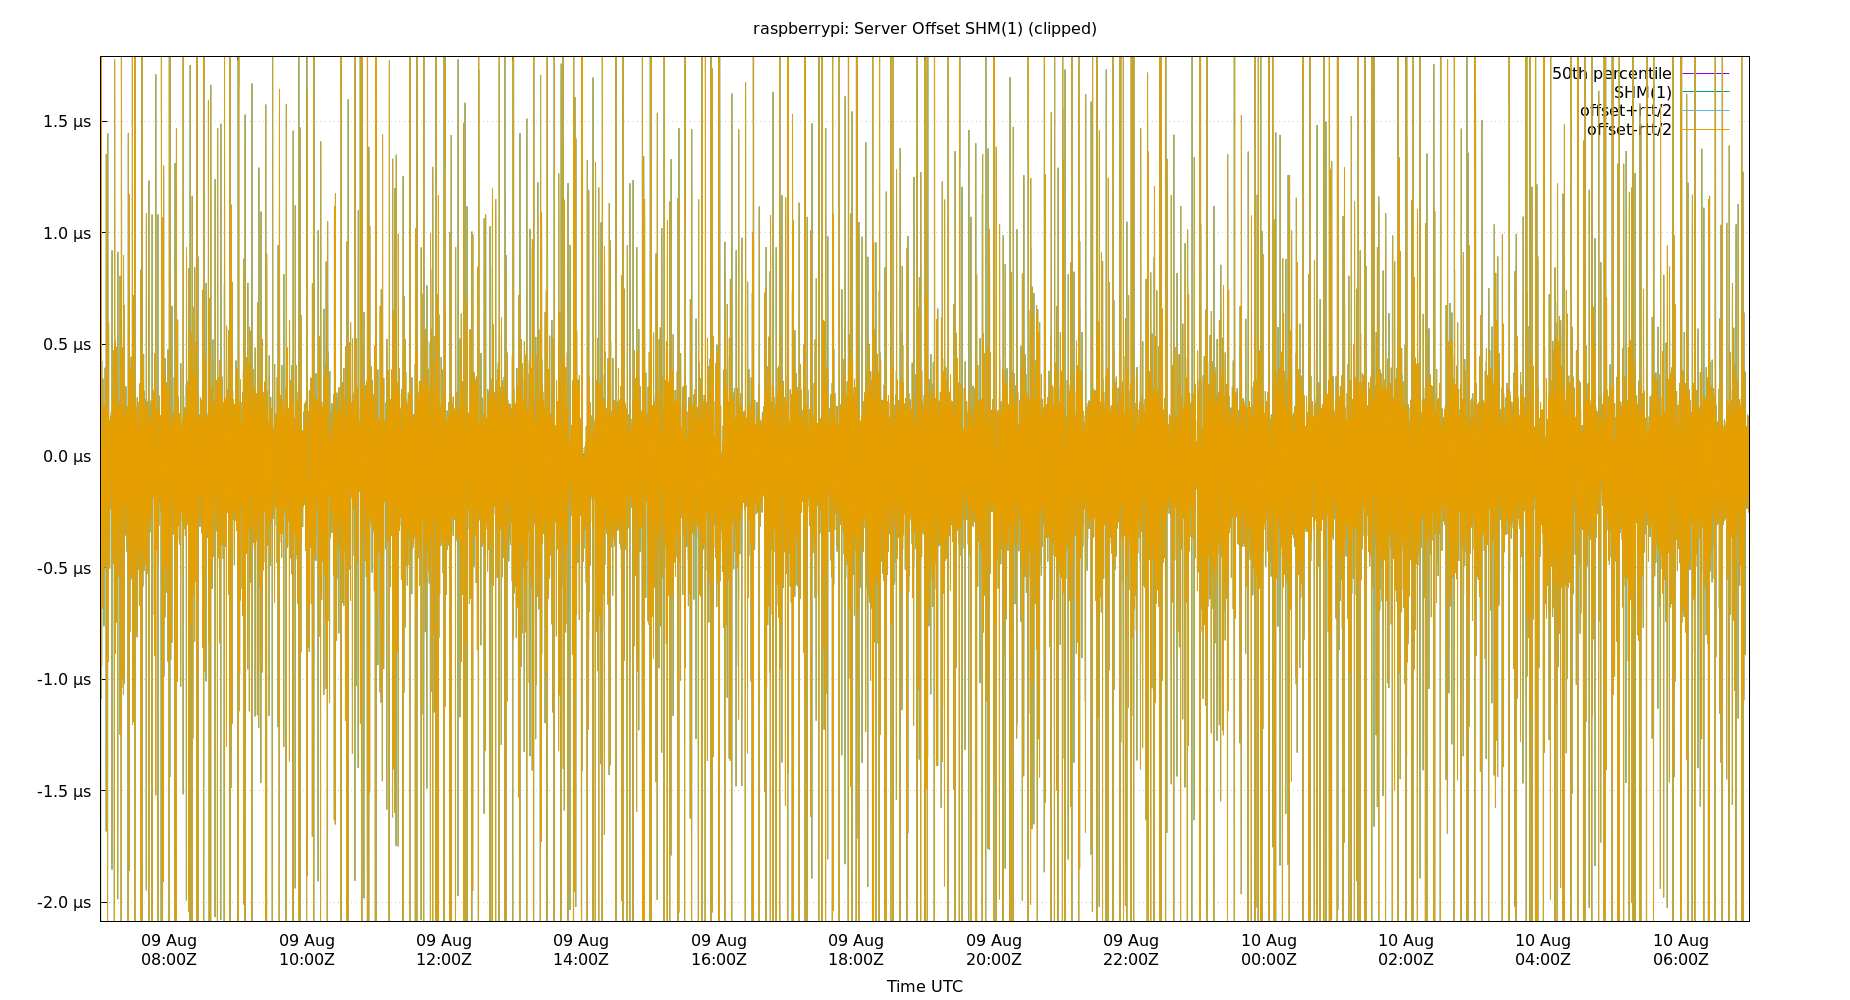 raspberrypi: Server Offset SHM(1) (clipped)
50th percentile
SHM(1)
offset+rtt/2
offset-rtt/2
1.5 µs
1.0 µs
0.5 µs
0.0 µs
-0.5 µs
-1.0 µs
-1.5 µs
-2.0 µs
09 Aug 09 Aug 09 Aug 09 Aug 09 Aug 09 Aug 09 Aug 09 Aug 10 Aug 10 Aug 10 Aug 10 Aug
08:00Z 10:00Z 12:00Z 14:00Z 16:00Z 18:00Z 20:00Z 22:00Z 00:00Z 02:00Z 04:00Z 06:00Z
Time UTC